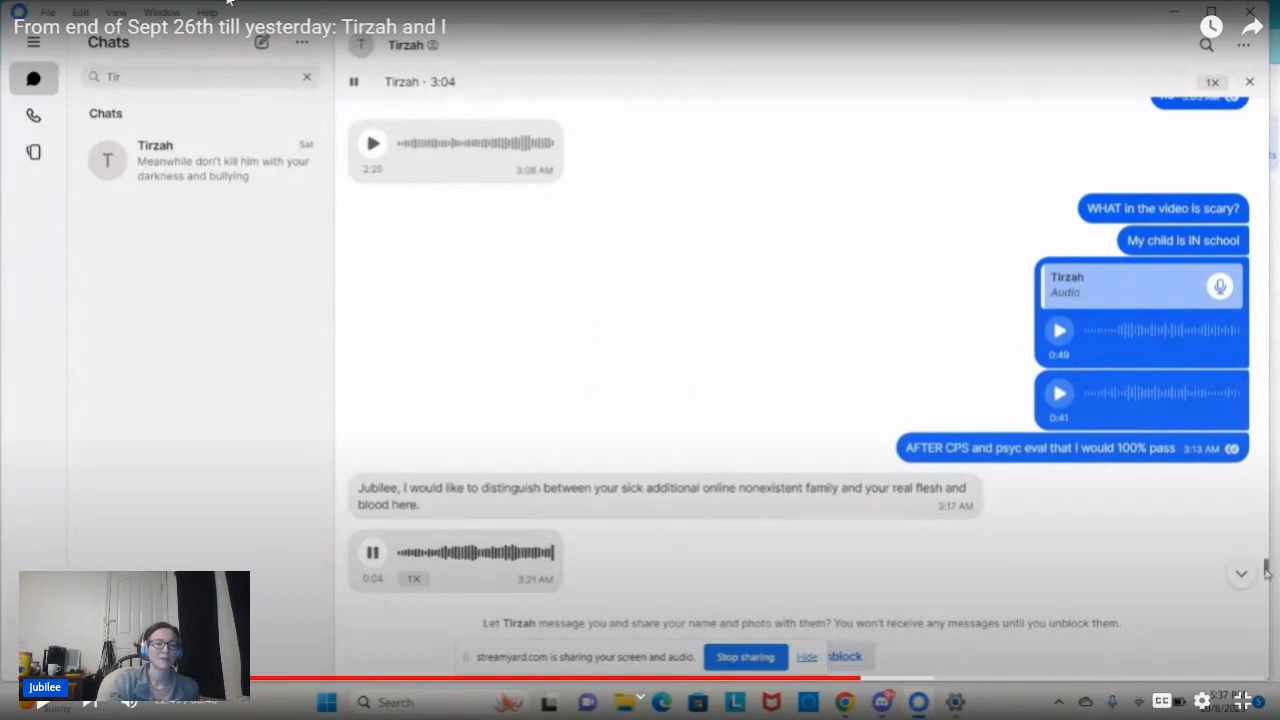 File Edit View Window Help
From end of Sept 26th till yesterday: Tirzah and I
Chats
T Tirzah
Tir
Tirzah · 3:04
1X
Chats
Tirzah Sat
T
Meanwhile don't kill him with your
darkness and bullying
2:25 3:08 AM
WHAT in the video is scary?
My child is IN school
Tirzah
Audio
0:49
0:41
AFTER CPS and psyc eval that I would 100% pass 3:13 AM
Jubilee, I would like to distinguish between your sick additional online nonexistent family and your real flesh and
blood here.
3:17 AM
0:04 1X 3:21 AM
Let Tirzah message you and share your name and photo with them? You won't receive any messages until you unblock them.
streamyard.com is sharing your screen and audio. Stop sharing Hide
Jubilee
Search
CC